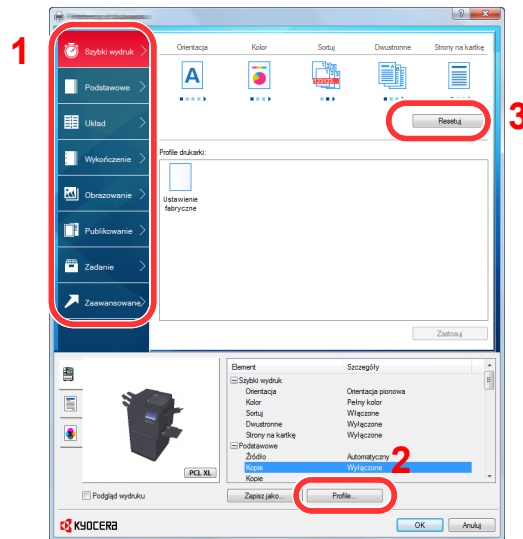 1
? X
Szybki wydruk
Podstawowe
Układ
Wykończenie
Obrazowanie
Publikowanie
Zadanie
Zaawansowane
Orientacja Kolor Sortuj Dwustronne Strony na kartkę
A
123123
Resetuj
3
Profile drukarki:
Ustawienie
fabryczne
Zastosuj
Element Szczegóły
Szybki wydruk
Orientacja Orientacja pionowa
Kolor Pełny kolor
Sortuj Włączone
Dwustronne Wyłączone
Strony na kartkę Wyłączone
Podstawowe
Źródło Automatyczny
Kopie Wyłączone
Kopie
2
PCL XL
Podgląd wydruku
Zapisz jako...
Profile...
KYOCERA
OK
Anuluj